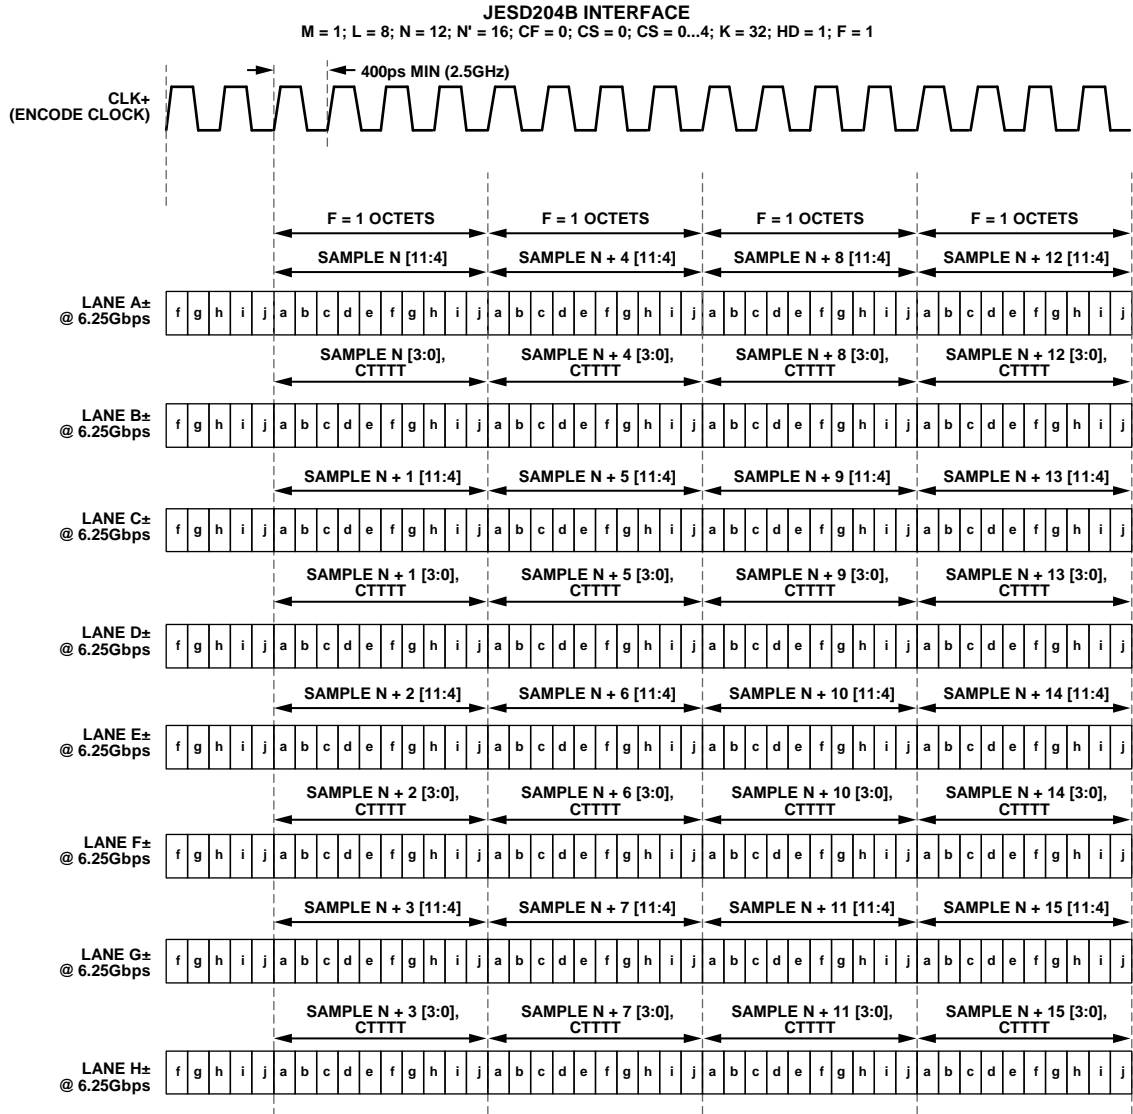 JESD204B INTERFACE
M = 1; L = 8; N = 12; N' = 16; CF = 0; CS = 0; CS = 0...4; K = 32; HD = 1; F = 1
400ps MIN (2.5GHz)
CLK+
(ENCODE CLOCK)
F = 1 OCTETS F = 1 OCTETS F = 1 OCTETS F = 1 OCTETS
SAMPLE N [11:4] SAMPLE N + 4 [11:4] SAMPLE N + 8 [11:4] SAMPLE N + 12 [11:4]
LANE A±
@ 6.25Gbps
f g h i j a b c d e f g h i j a b c d e f g h i j a b c d e f g h i j a b c d e f g h i j
SAMPLE N [3:0], SAMPLE N + 4 [3:0], SAMPLE N + 8 [3:0], SAMPLE N + 12 [3:0],
CTTTT CTTTT CTTTT CTTTT
LANE B±
@ 6.25Gbps
f g h i j a b c d e f g h i j a b c d e f g h i j a b c d e f g h i j a b c d e f g h i j
SAMPLE N + 1 [11:4] SAMPLE N + 5 [11:4] SAMPLE N + 9 [11:4] SAMPLE N + 13 [11:4]
LANE C±
@ 6.25Gbps
f g h i j a b c d e f g h i j a b c d e f g h i j a b c d e f g h i j a b c d e f g h i j
SAMPLE N + 1 [3:0], SAMPLE N + 5 [3:0], SAMPLE N + 9 [3:0], SAMPLE N + 13 [3:0],
CTTTT CTTTT CTTTT CTTTT
LANE D±
@ 6.25Gbps
f g h i j a b c d e f g h i j a b c d e f g h i j a b c d e f g h i j a b c d e f g h i j
SAMPLE N + 2 [11:4] SAMPLE N + 6 [11:4] SAMPLE N + 10 [11:4] SAMPLE N + 14 [11:4]
LANE E±
@ 6.25Gbps
f g h i j a b c d e f g h i j a b c d e f g h i j a b c d e f g h i j a b c d e f g h i j
SAMPLE N + 2 [3:0], SAMPLE N + 6 [3:0], SAMPLE N + 10 [3:0], SAMPLE N + 14 [3:0],
CTTTT CTTTT CTTTT CTTTT
LANE F±
@ 6.25Gbps
f g h i j a b c d e f g h i j a b c d e f g h i j a b c d e f g h i j a b c d e f g h i j
SAMPLE N + 3 [11:4] SAMPLE N + 7 [11:4] SAMPLE N + 11 [11:4] SAMPLE N + 15 [11:4]
LANE G±
@ 6.25Gbps
f g h i j a b c d e f g h i j a b c d e f g h i j a b c d e f g h i j a b c d e f g h i j
SAMPLE N + 3 [3:0], SAMPLE N + 7 [3:0], SAMPLE N + 11 [3:0], SAMPLE N + 15 [3:0],
CTTTT CTTTT CTTTT CTTTT
LANE H±
@ 6.25Gbps
f g h i j a b c d e f g h i j a b c d e f g h i j a b c d e f g h i j a b c d e f g h i j